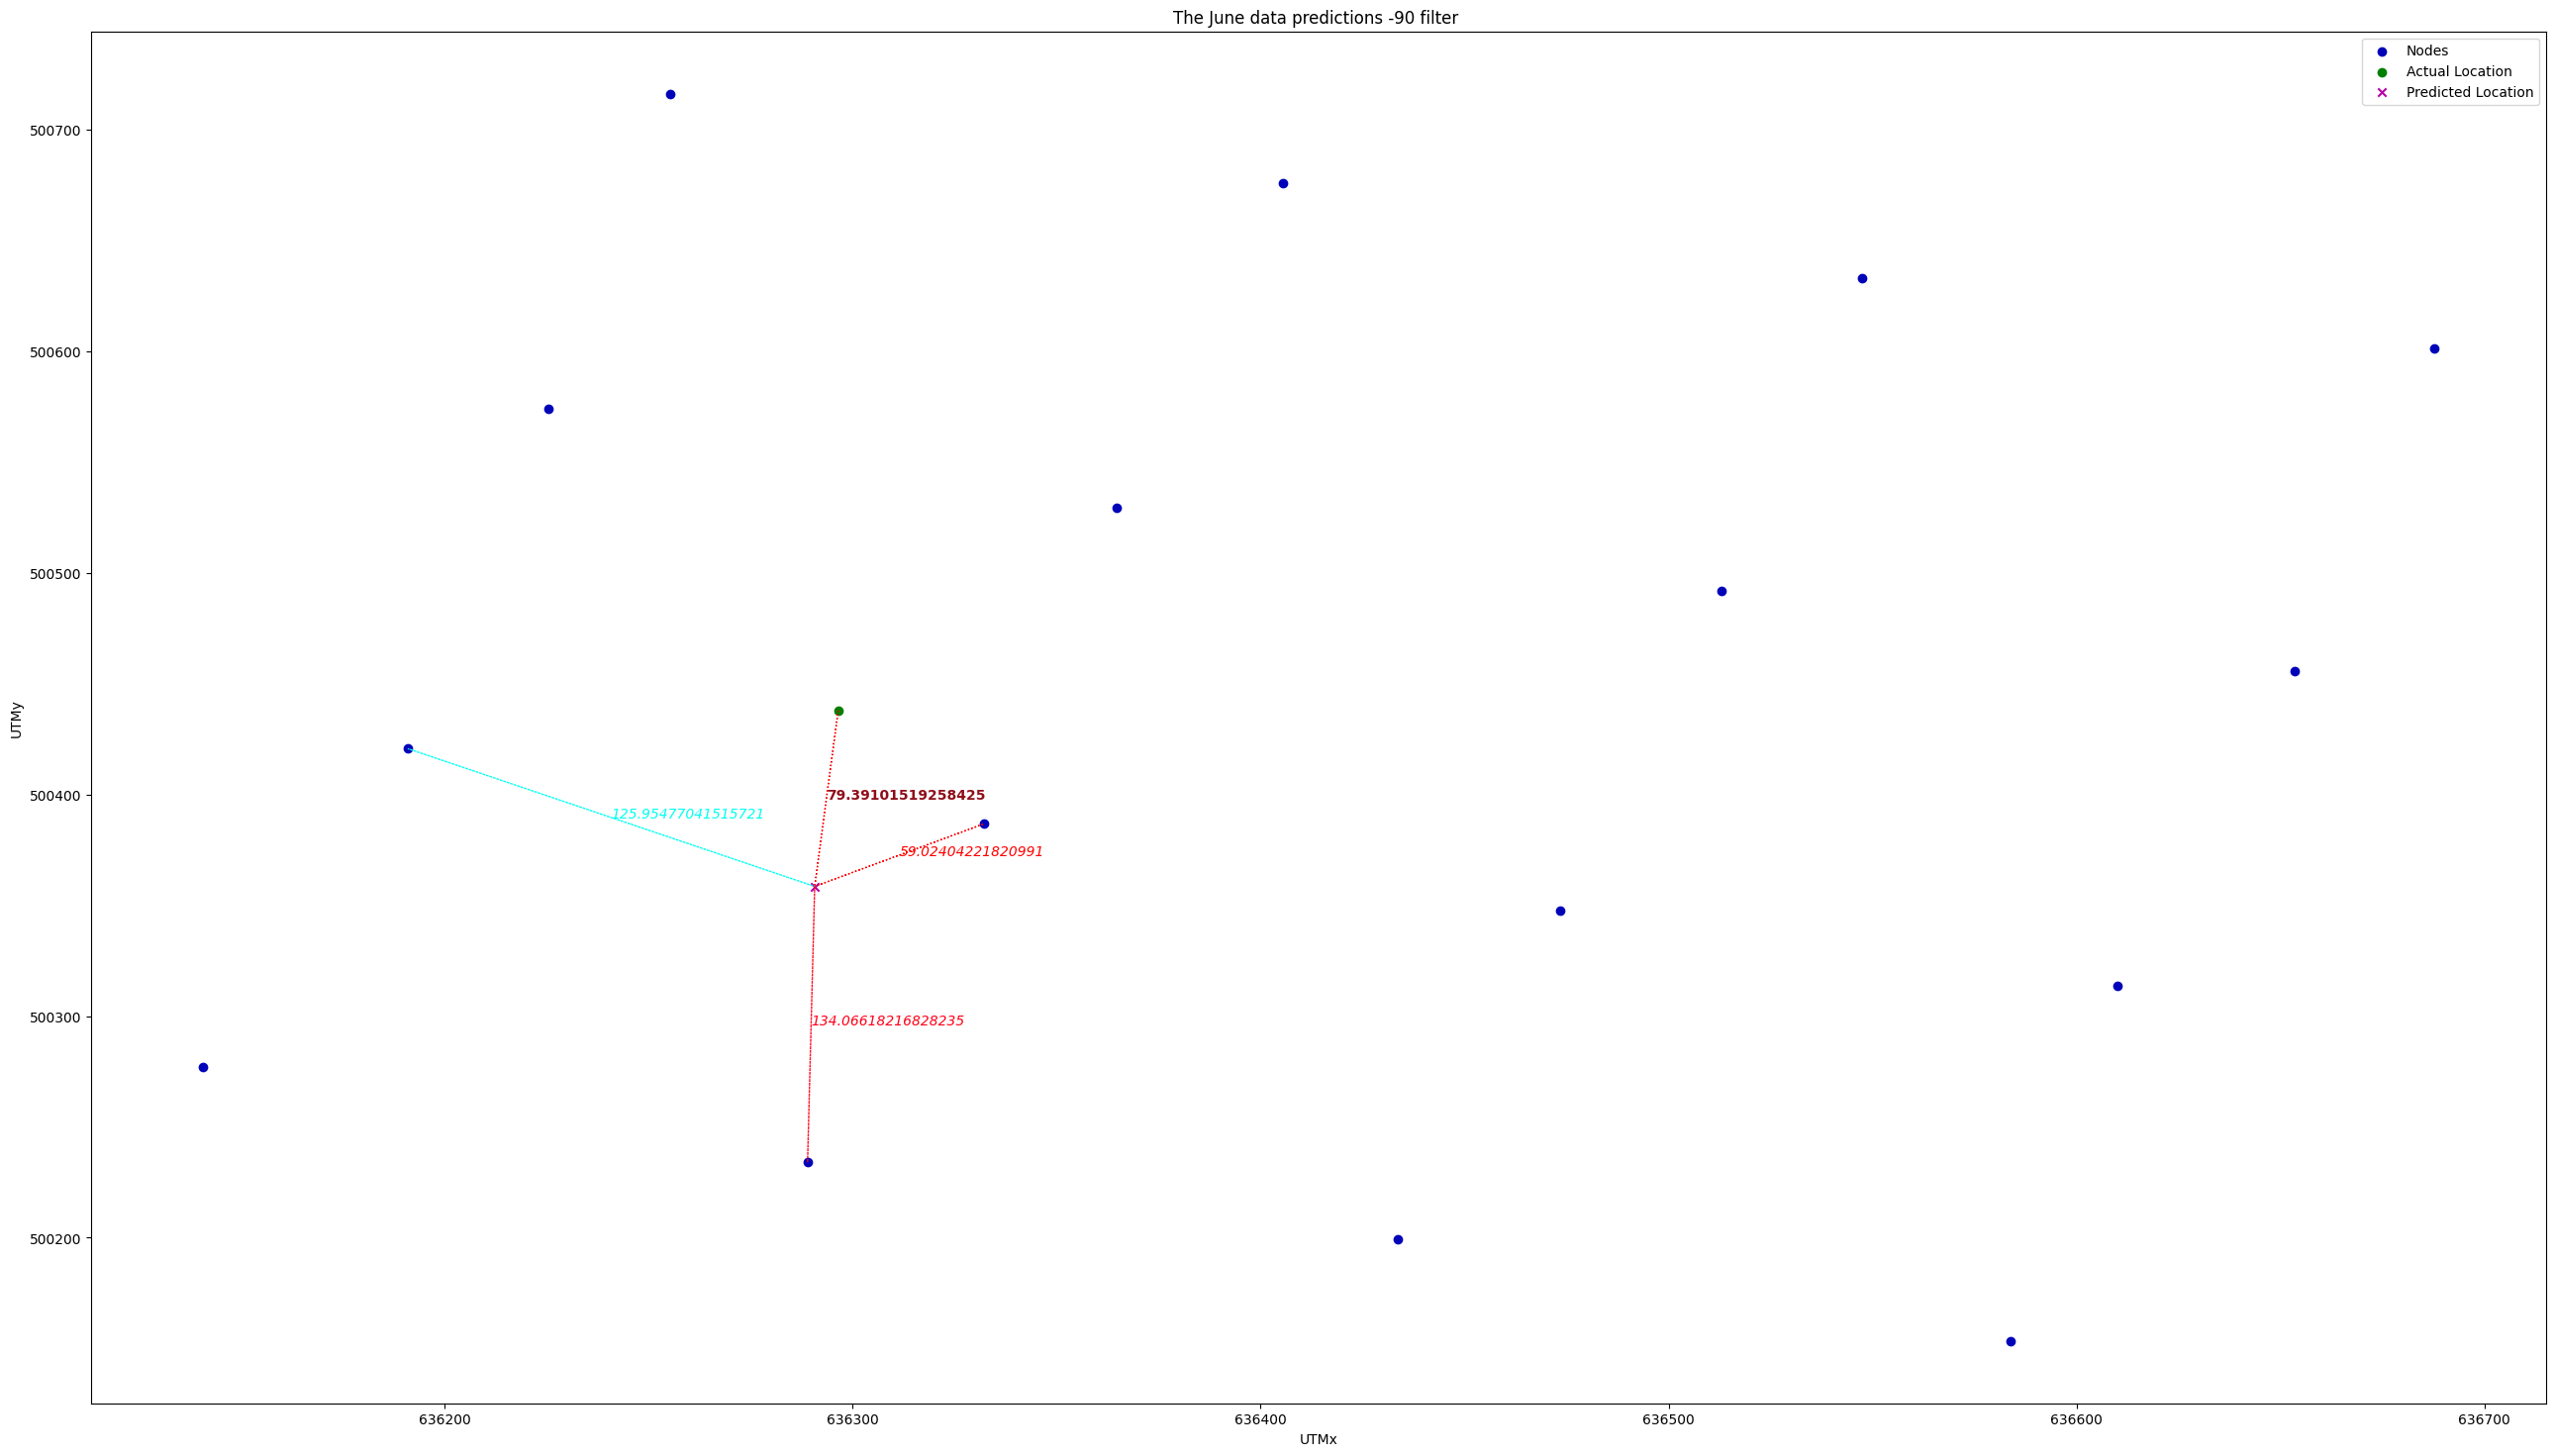 The June data predictions -90 filter
Nodes
Actual Location
Predicted Location
500700
500600
500500
500400
500300
500200
UTMy
79.39101519258425
125.95477041515721
59.02404221820991
134.06618216828235
636200
636300
636400
636500
636600
636700
UTMx